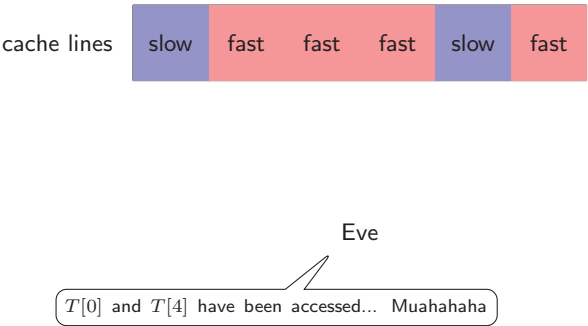 cache lines slow fast fast fast slow fast
Eve
T[0] and T[4] have been accessed... Muahahaha